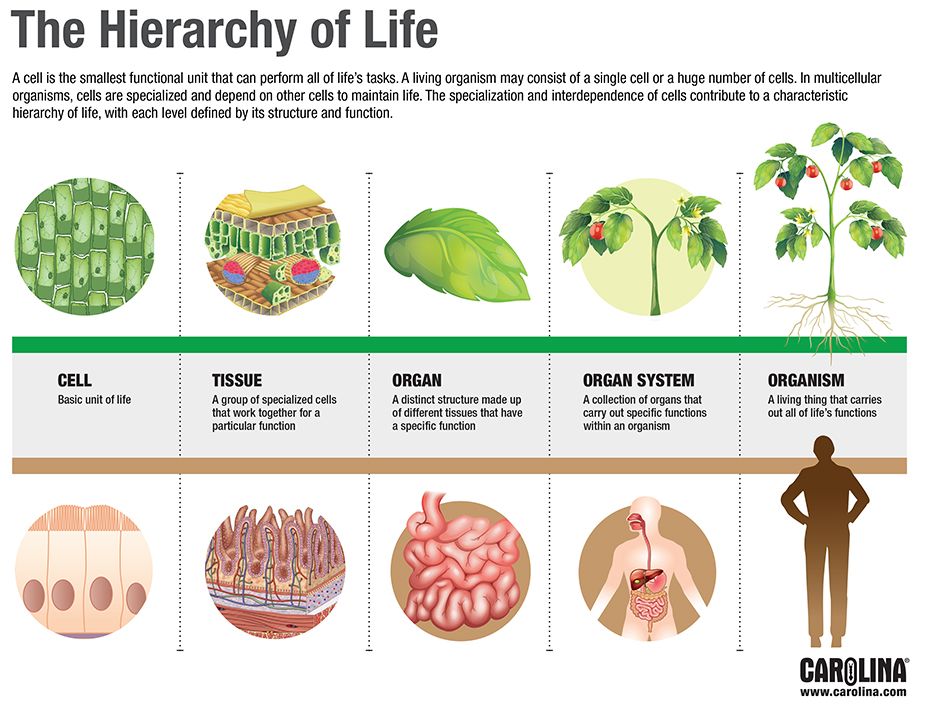 The Hierarchy of Life
A cell is the smallest functional unit that can perform all of life’s tasks. A living organism may consist of a single cell or a huge number of cells. In multicellular
organisms, cells are specialized and depend on other cells to maintain life. The specialization and interdependence of cells contribute to a characteristic
hierarchy of life, with each level defined by its structure and function.
CELL
Basic unit of life
TISSUE
A group of specialized cells
that work together for a
particular function
ORGAN
A distinct structure made up
of different tissues that have
a specific function
ORGAN SYSTEM
A collection of organs that
carry out specific functions
within an organism
ORGANISM
A living thing that carries
out all of life’s functions
CAROLINA®
www.carolina.com